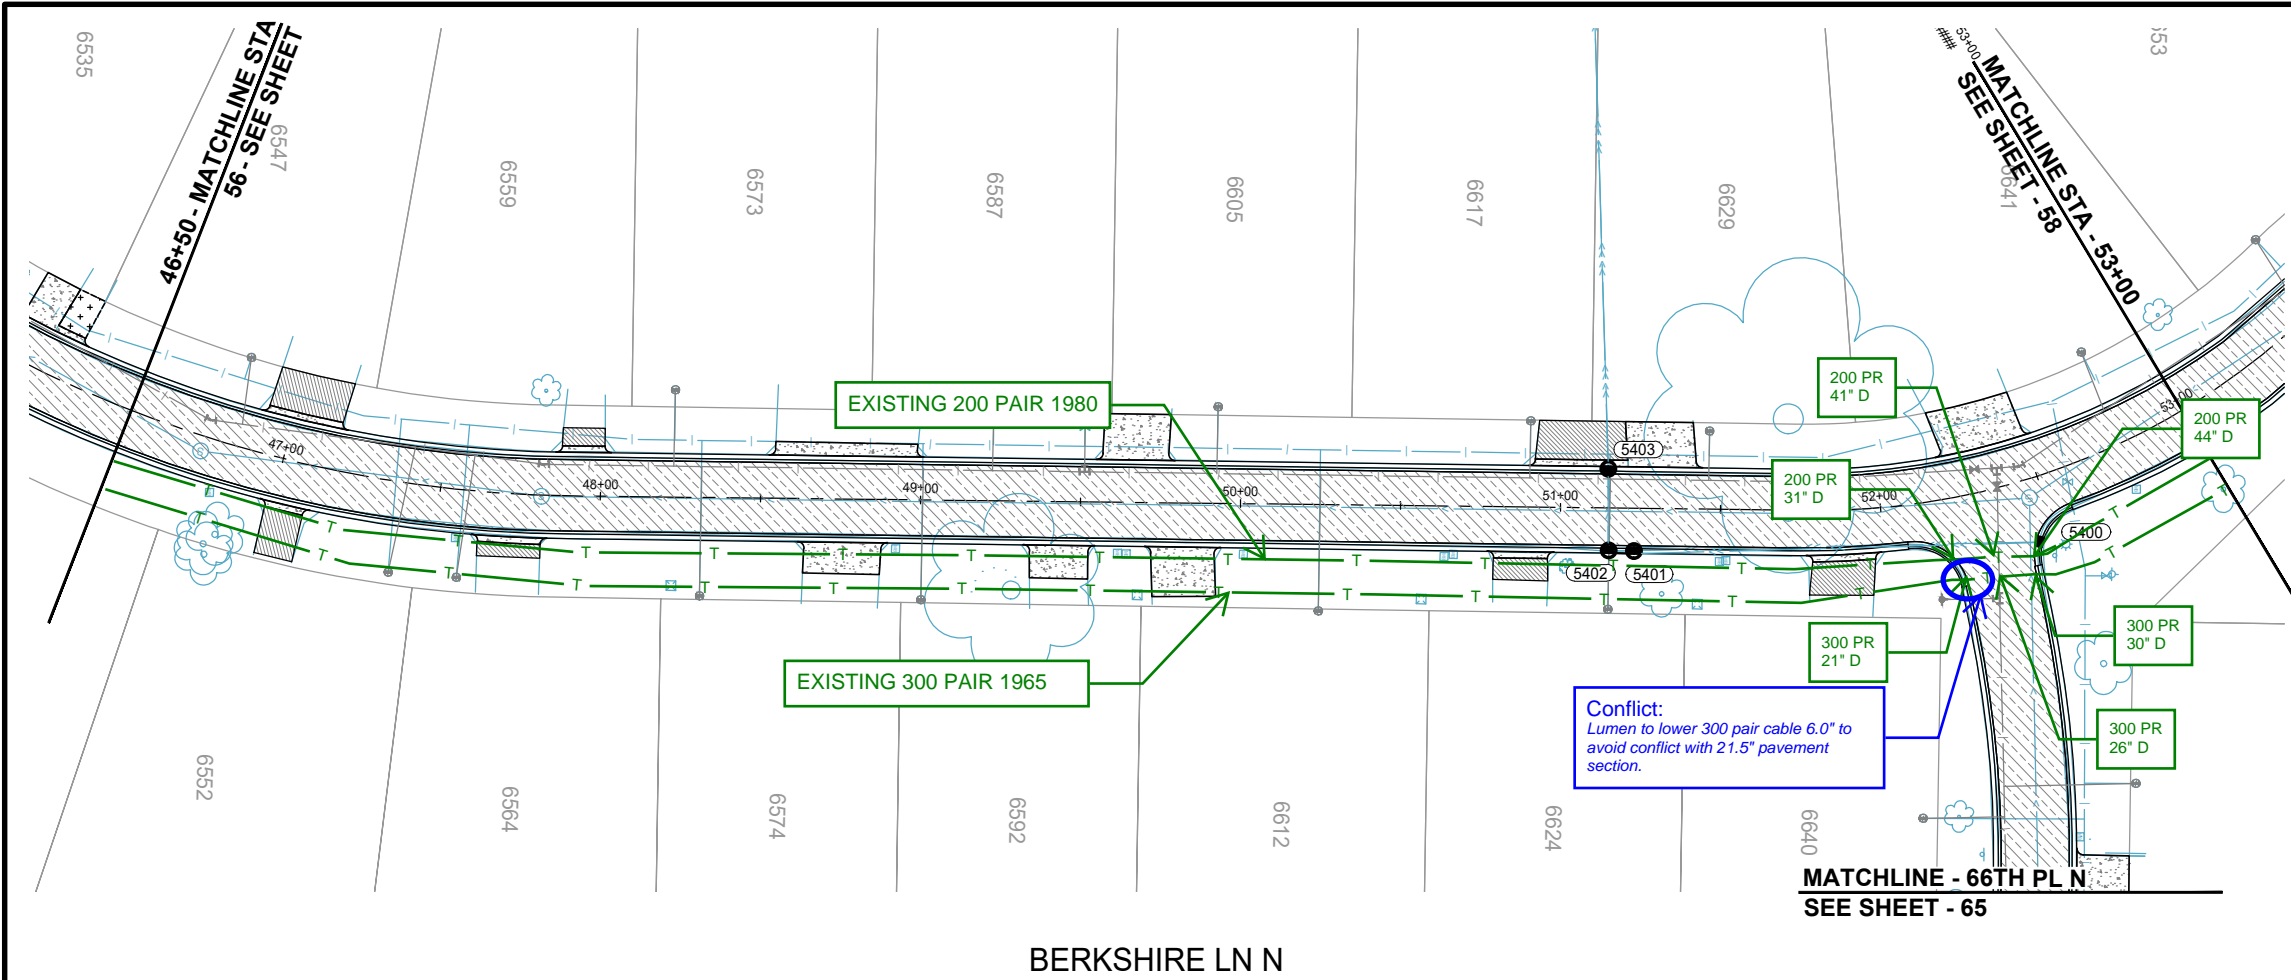 6535
46+50 - MATCHLINE STA
56 - SEE SHEET
6547
6559
6573
6587
6605
6617
6629
6641
53+00
MATCHLINE STA - 53+00
SEE SHEET - 58
EXISTING 200 PAIR 1980
200 PR
41" D
200 PR
44" D
200 PR
31" D
5403
47+00
48+00
49+00
50+00
51+00
52+00
53+00
5402
5401
5400
300 PR
21" D
300 PR
30" D
300 PR
26" D
EXISTING 300 PAIR 1965
Conflict:
Lumen to lower 300 pair cable 6.0" to
avoid conflict with 21.5" pavement
section.
6552
6564
6574
6592
6612
6624
6640
MATCHLINE - 66TH PL N
SEE SHEET - 65
BERKSHIRE LN N